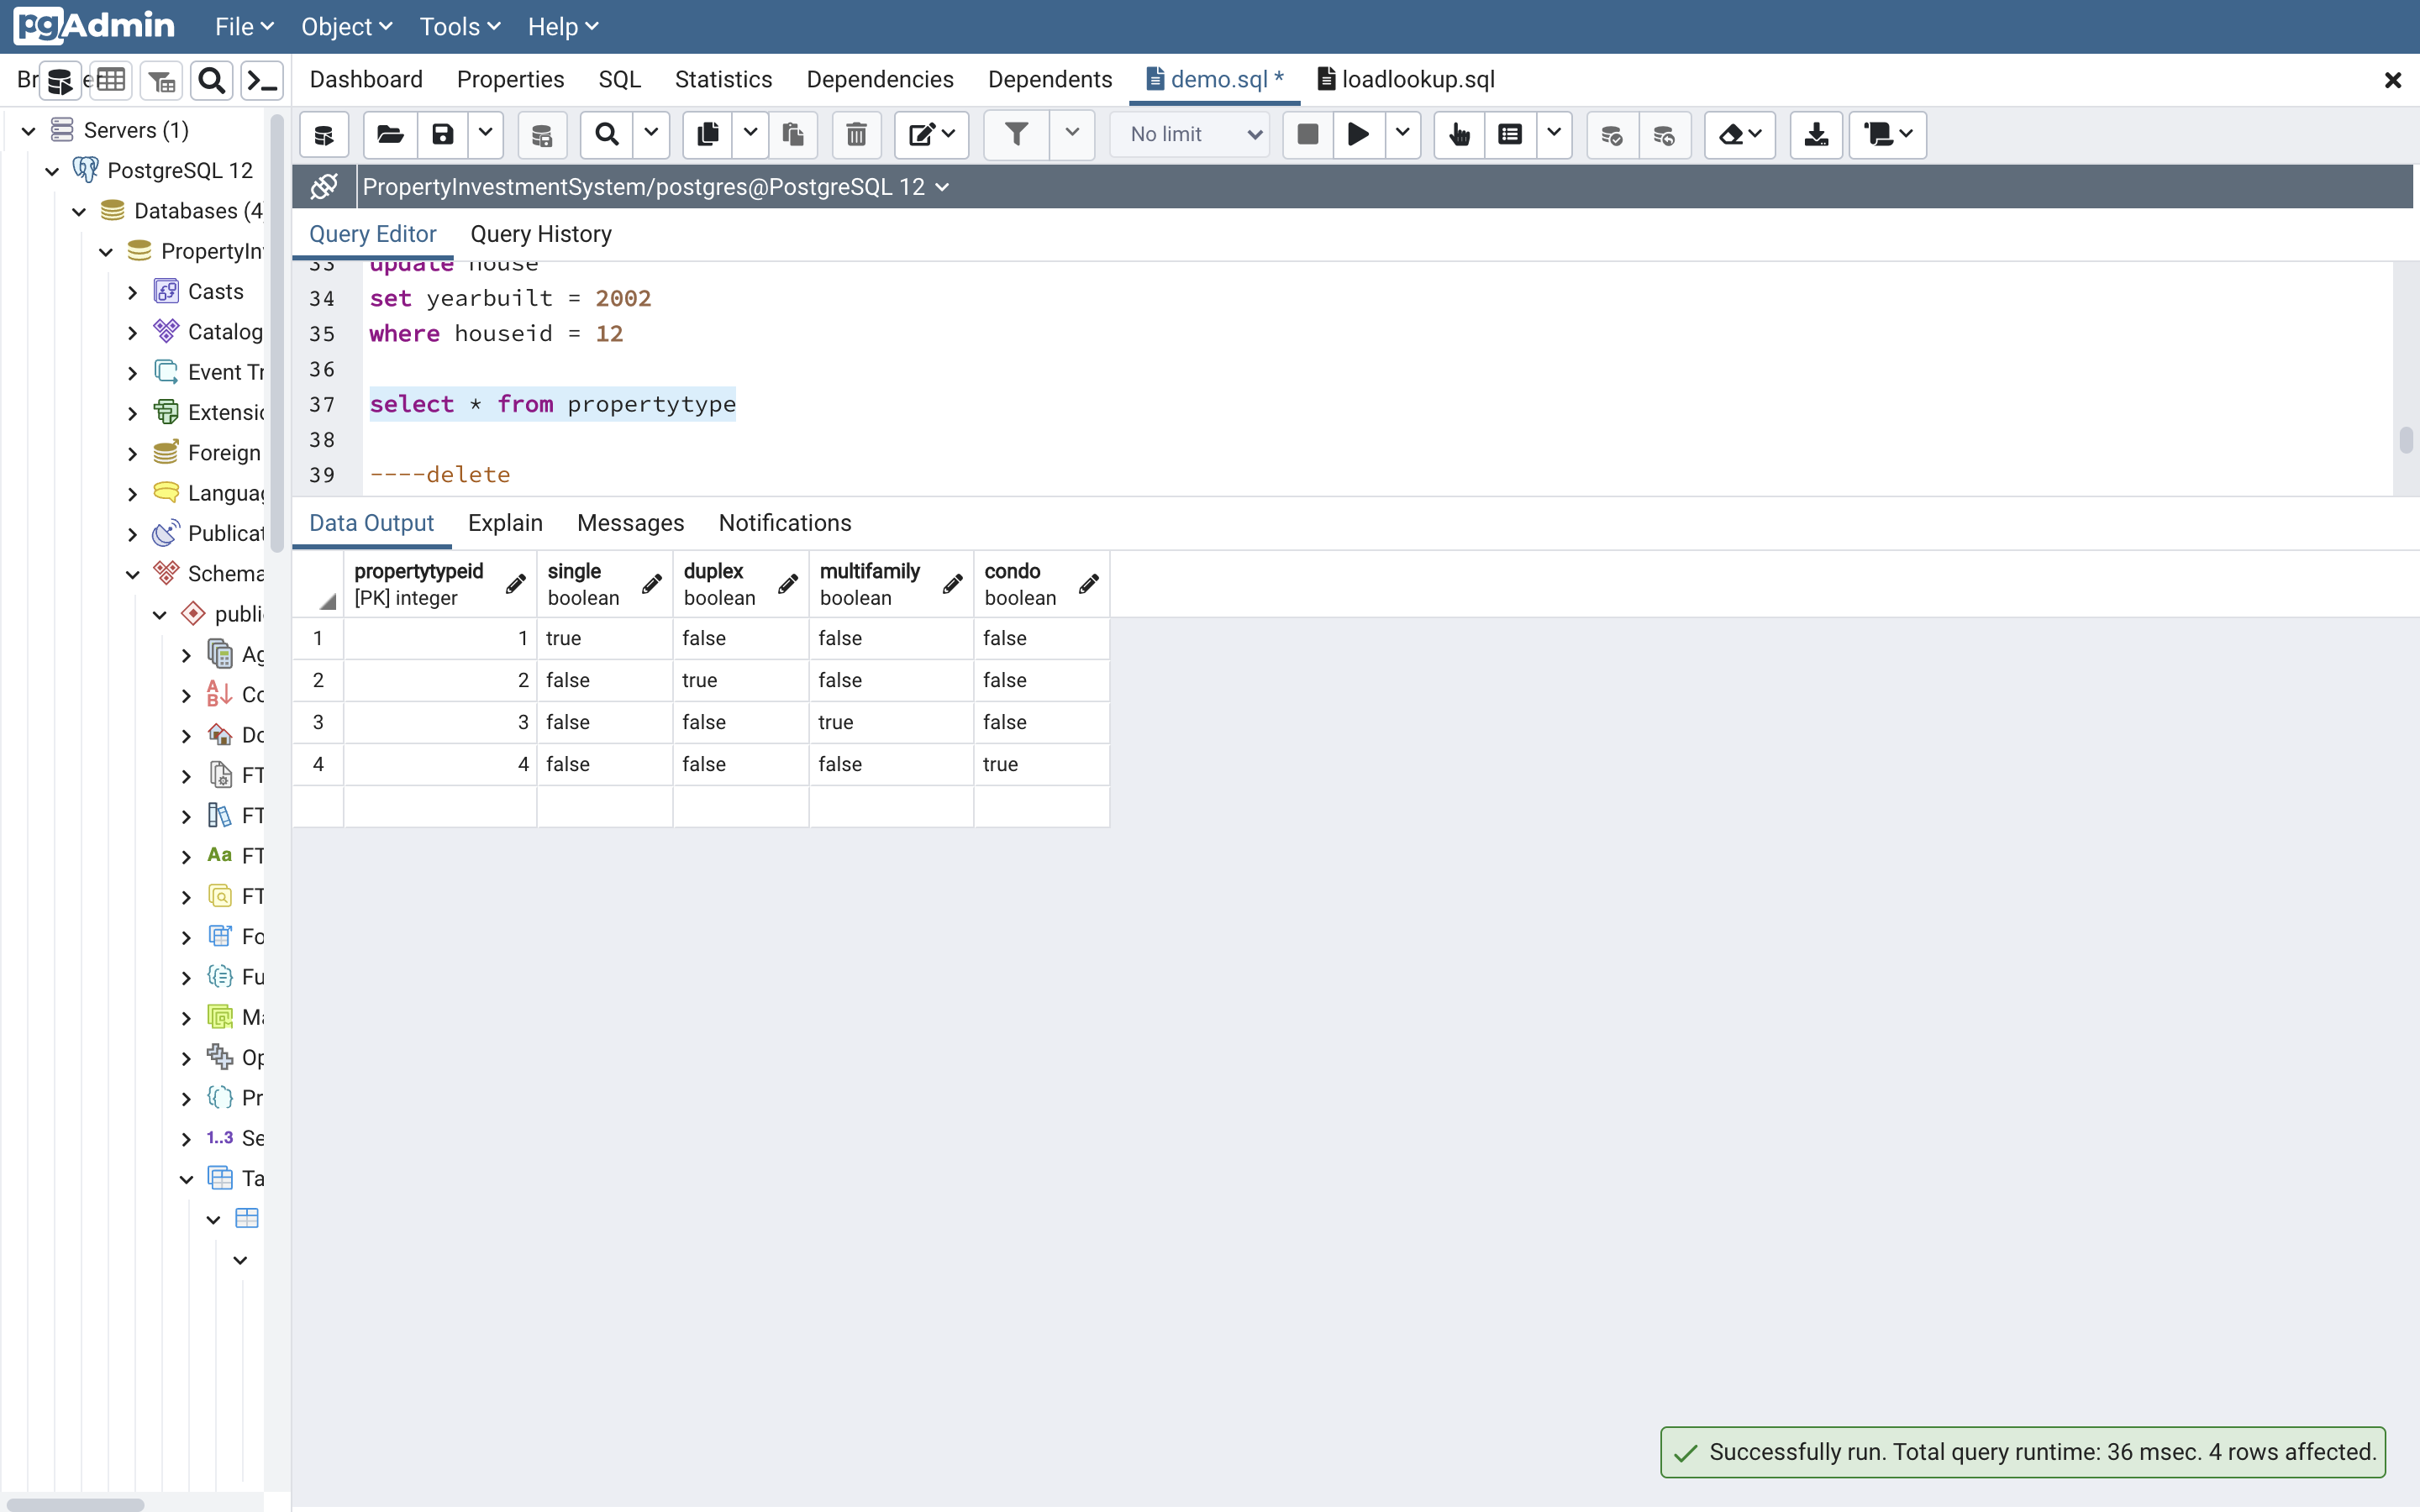 pgAdmin File Object Tools Help
Dashboard Properties SQL Statistics Dependencies Dependents demo.sql * loadlookup.sql
Servers (1)
PostgreSQL 12
Databases (4
PropertyIn
Casts
Catalog
Event Tr
Extensio
Foreign
Languag
Publicat
Schema
publi
Ag
Co
Do
FT
FT
Aa FT
FT
Fo
Fu
Ma
Op
Pr
1..3 Se
Ta
No limit
PropertyInvestmentSystem/postgres@PostgreSQL 12
Query Editor Query History
33 update house
34 set yearbuilt = 2002
35 where houseid = 12
36
37 select * from propertytype
38
39 ----delete
Data Output Explain Messages Notifications
propertytypeid single duplex multifamily condo
[PK] integer boolean boolean boolean boolean
1 1 true false false false
2 2 false true false false
3 3 false false true false
4 4 false false false true
Successfully run. Total query runtime: 36 msec. 4 rows affected.